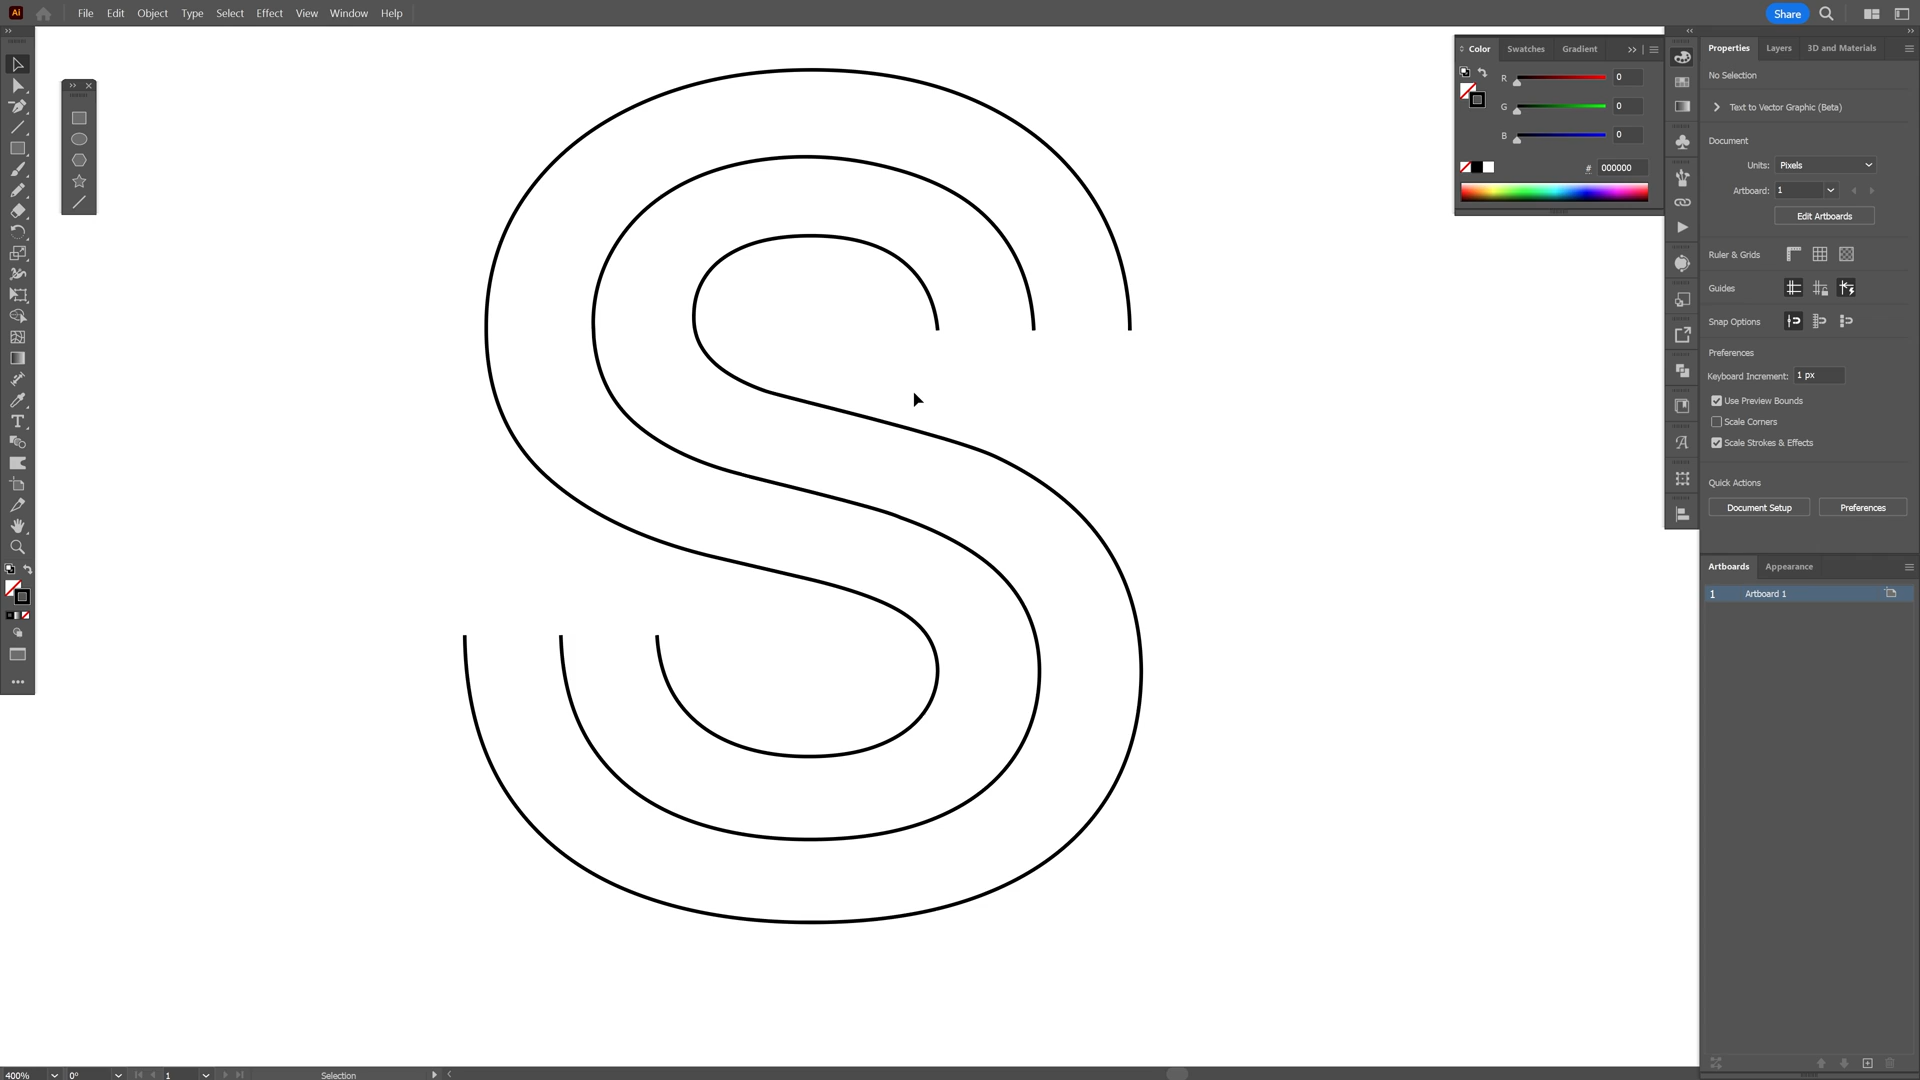 Ai File Edit Object Type Select Effect View Window Help Share
Color Swatches Gradient
R 0
G 0
B 0
# 000000
Properties Layers 3D and Materials
No Selection
Text to Vector Graphic (Beta)
Document
Units: Pixels
Artboard: 1
Edit Artboards
Ruler & Grids
Guides
Snap Options
Preferences
Keyboard Increment: 1 px
Use Preview Bounds
Scale Corners
Scale Strokes & Effects
Quick Actions
Document Setup Preferences
Artboards Appearance
1 Artboard 1
S
400% 0° 1 Selection